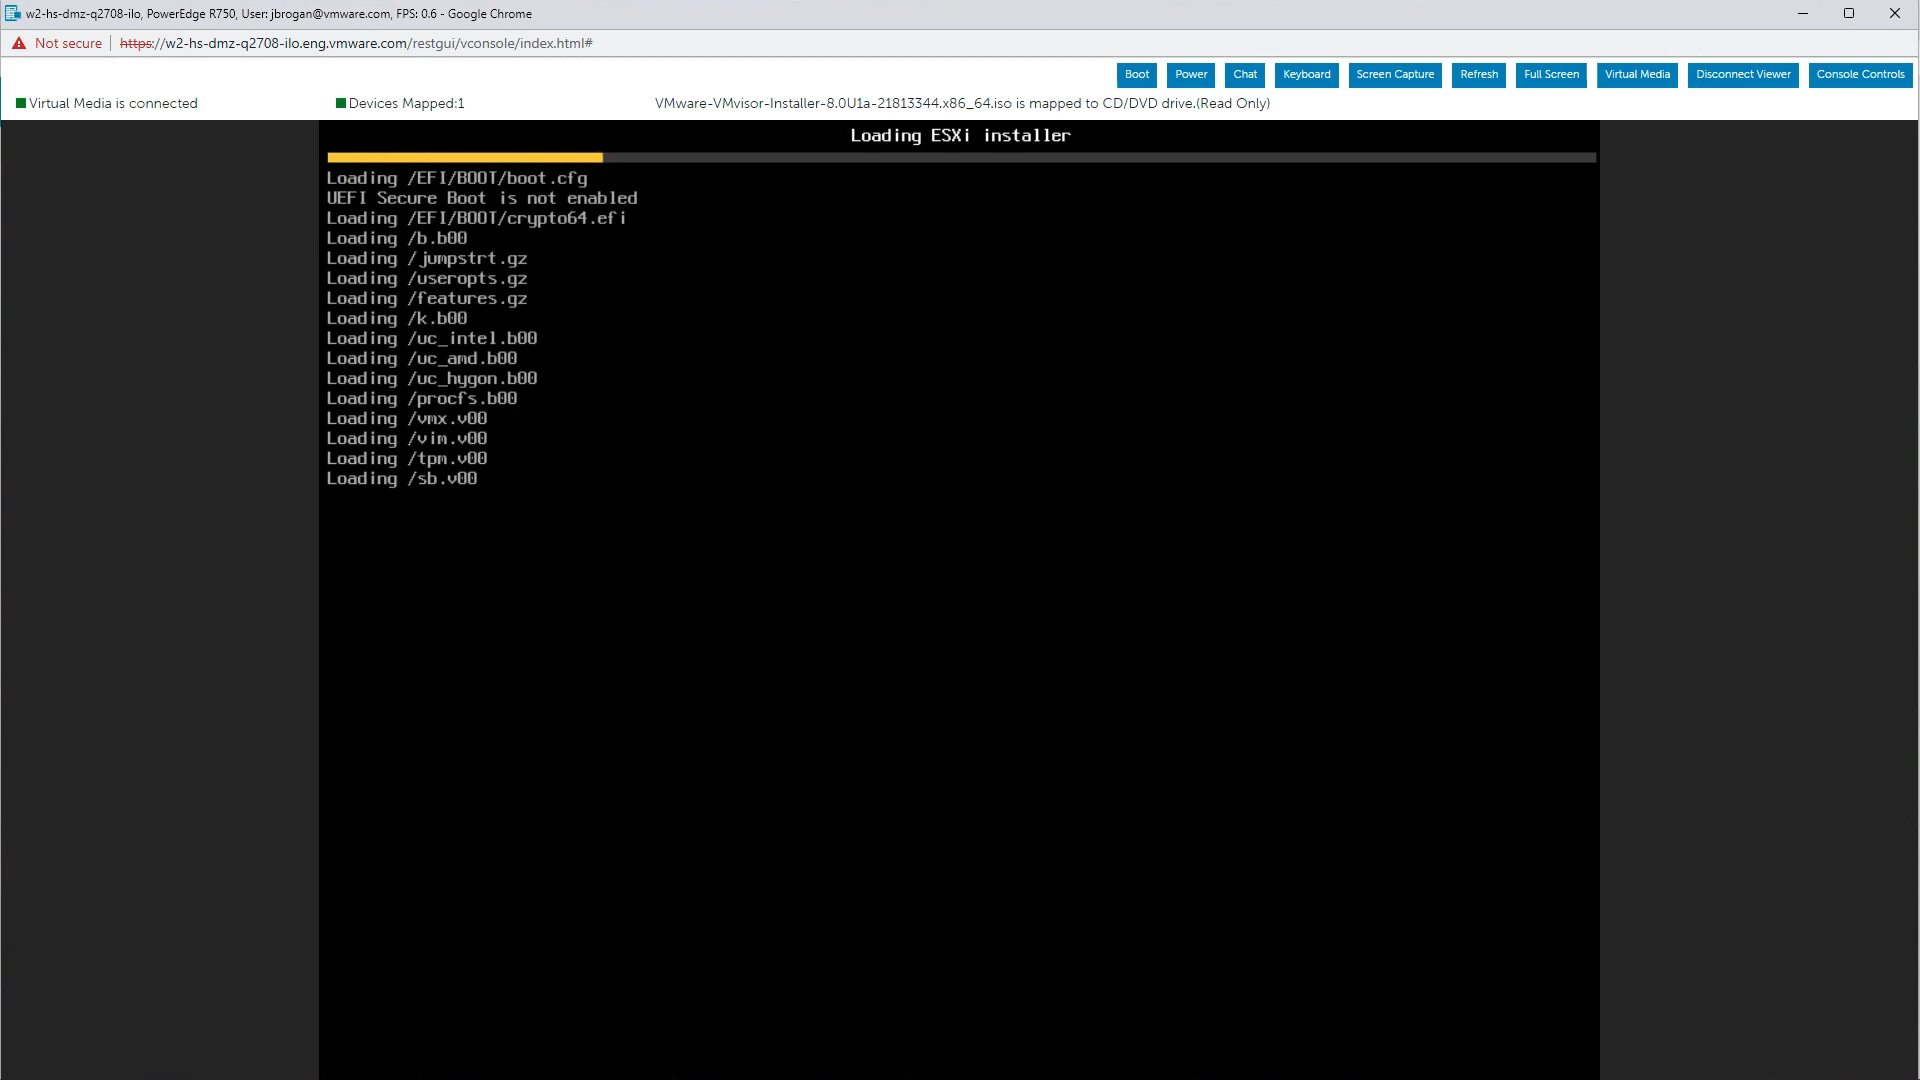 w2-hs-dmz-q2708-ilo, PowerEdge R750, User: jbrogan@vmware.com, FPS: 0.6 - Google Chrome
Not secure | https://w2-hs-dmz-q2708-ilo.eng.vmware.com/restgui/vconsole/index.html#
Boot Power Chat Keyboard Screen Capture Refresh Full Screen Virtual Media Disconnect Viewer Console Controls
Virtual Media is connected Devices Mapped:1 VMware-VMvisor-Installer-8.0U1a-21813344.x86_64.iso is mapped to CD/DVD drive.(Read Only)
Loading ESXi installer
Loading /EFI/BOOT/boot.cfg
UEFI Secure Boot is not enabled
Loading /EFI/BOOT/crypto64.efi
Loading /b.b00
Loading /jumpstrt.gz
Loading /useropts.gz
Loading /features.gz
Loading /k.b00
Loading /uc_intel.b00
Loading /uc_amd.b00
Loading /uc_hygon.b00
Loading /procfs.b00
Loading /vmx.v00
Loading /vim.v00
Loading /tpm.v00
Loading /sb.v00